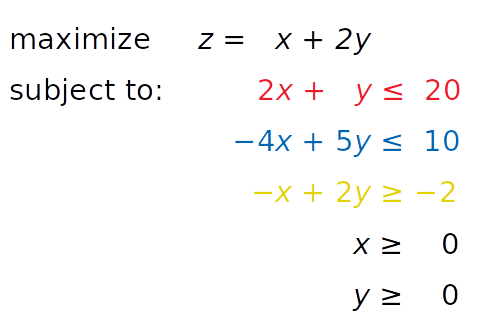 maximize z = x + 2y
subject to: 2x + y ≤ 20
−4x + 5y ≤ 10
−x + 2y ≥ −2
x ≥ 0
y ≥ 0